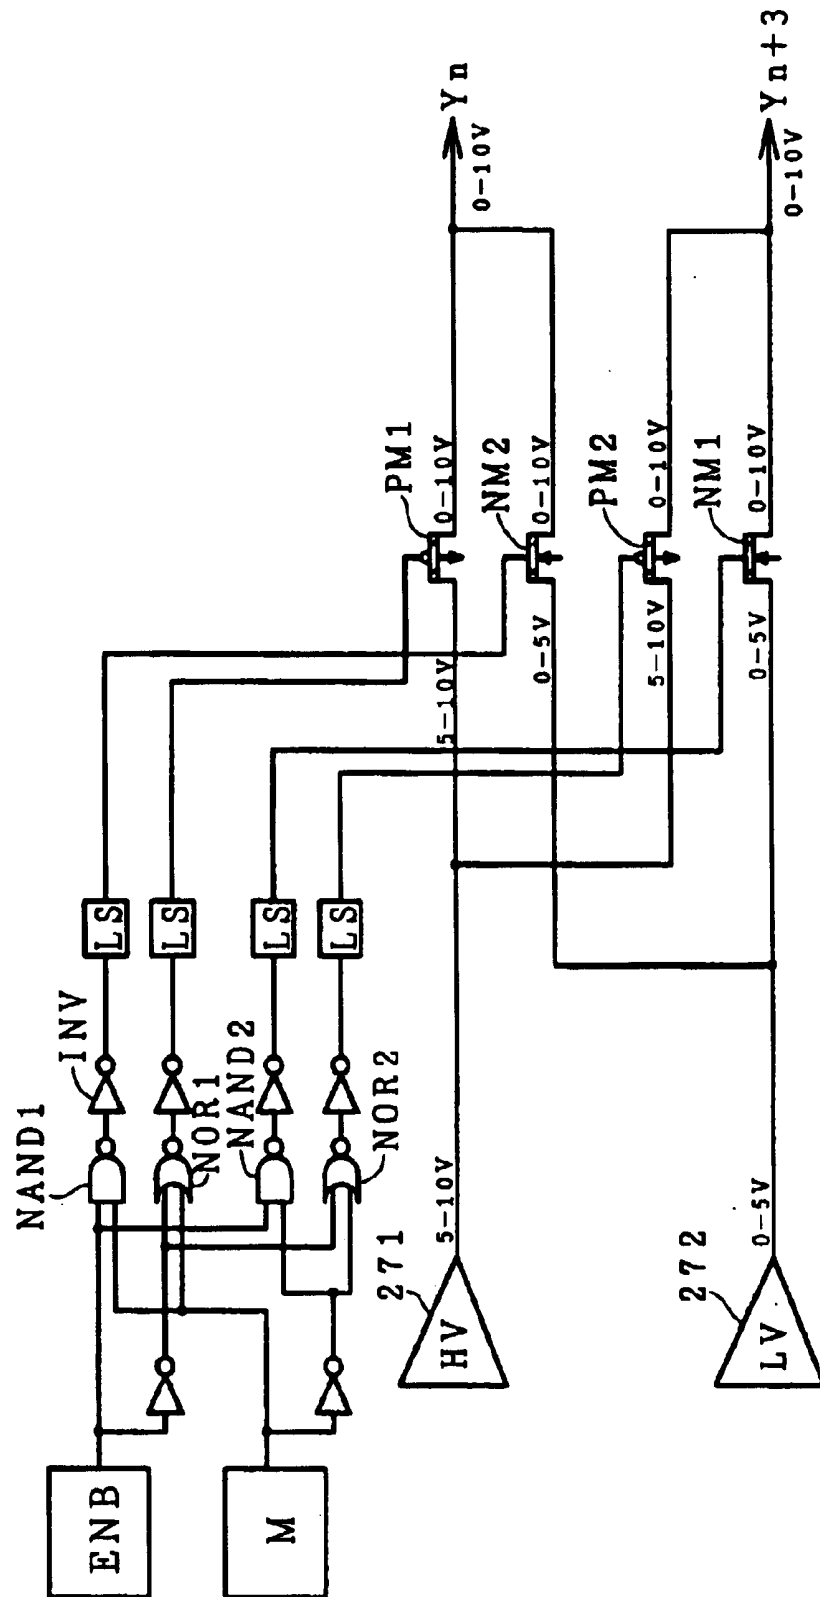 ENB
M
NAND1
INV
NOR1
NAND2
NOR2
LS
LS
LS
LS
271
HV
5-10V
272
LV
0-5V
5-10V
PM1
0-10V
0-5V
NM2
0-10V
5-10V
PM2
0-10V
0-5V
NM1
0-10V
Yn
0-10V
Yn+3
0-10V